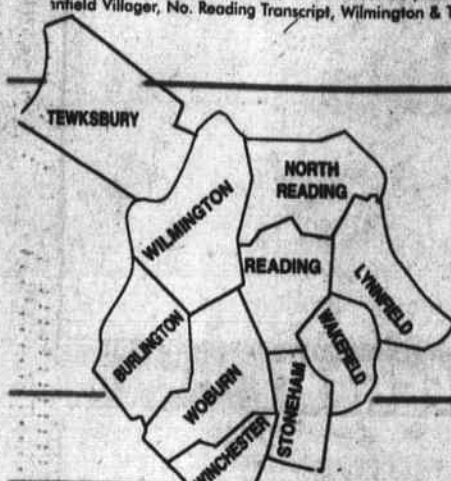 nfield Villager, No. Reading Transcript, Wilmington & T
TEWKSBURY
NORTH
READING
WILMINGTON
READING
LYNNFIELD
BURLINGTON
WAKEFIELD
WOBURN
STONEHAM
WINCHESTER